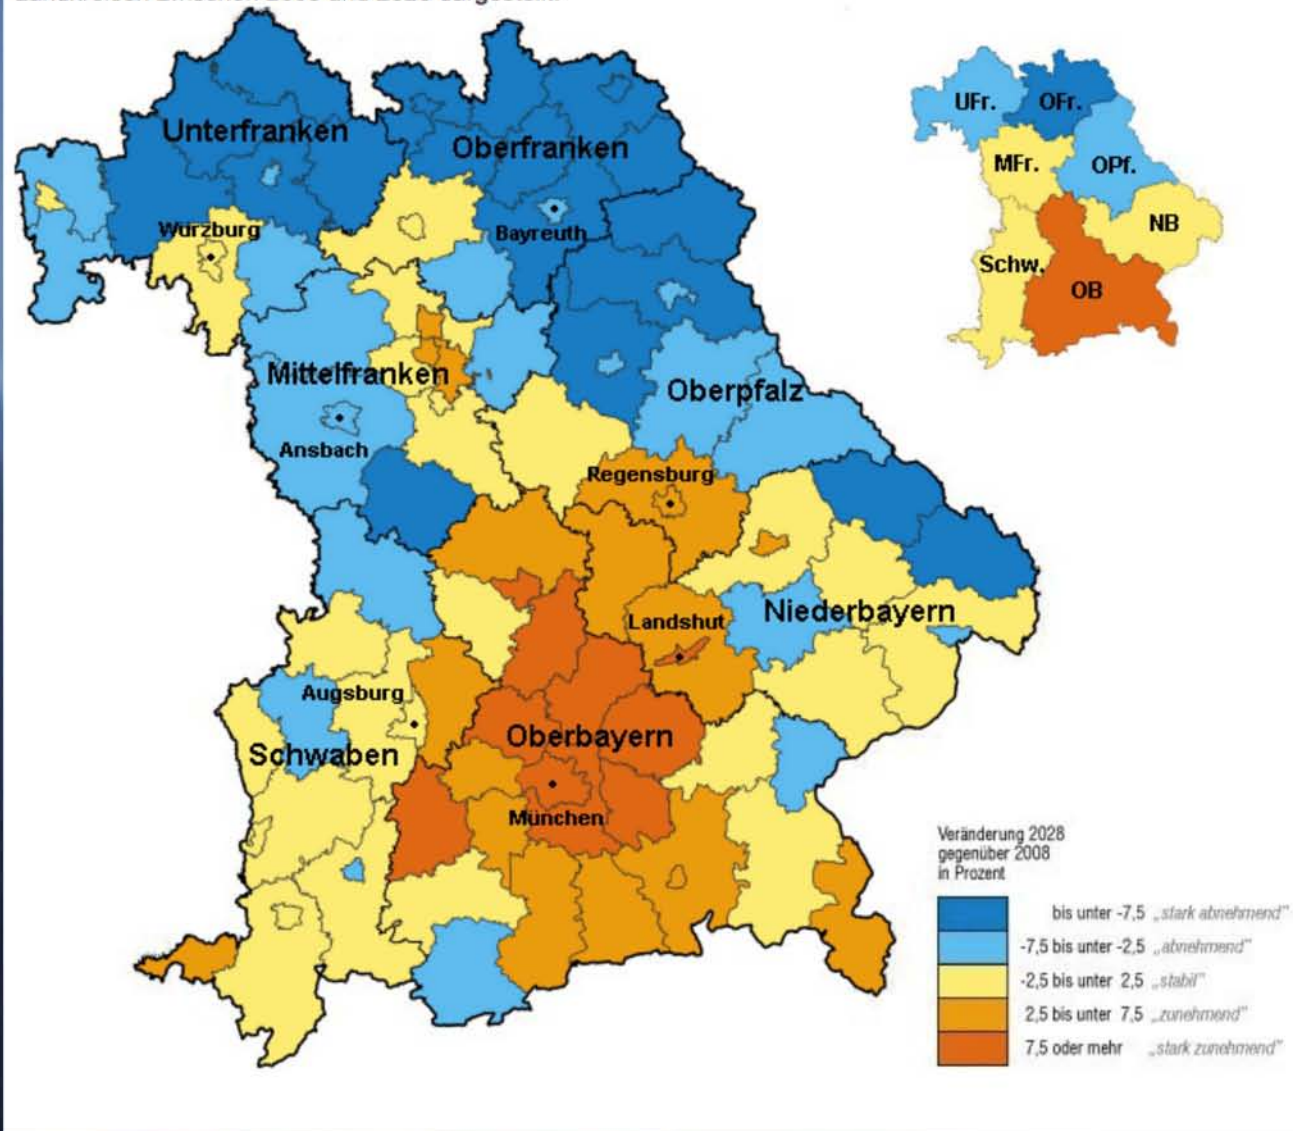 Unterfranken
Oberfranken
Würzburg
Bayreuth
Mittelfranken
Oberpfalz
Ansbach
Regensburg
Niederbayern
Landshut
Augsburg
Schwaben
Oberbayern
München
UFr.
OFr.
MFr.
OPf.
NB
Schw.
OB
Veränderung 2028
gegenüber 2008
in Prozent
bis unter -7,5 „stark abnehmend"
-7,5 bis unter -2,5 „abnehmend"
-2,5 bis unter 2,5 „stabil"
2,5 bis unter 7,5 „zunehmend"
7,5 oder mehr „stark zunehmend"